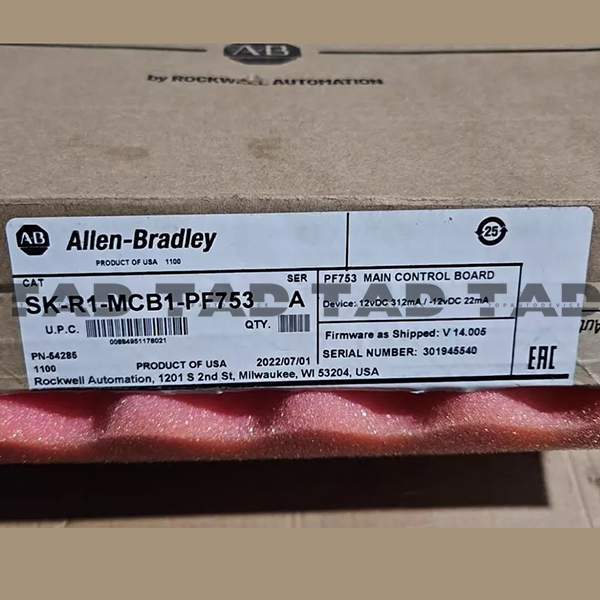 A·B
by ROCKWELL AUTOMATION
AB Allen-Bradley
PRODUCT OF USA 1100
25
CAT
SER
SK-R1-MCB1-PF753 A
U.P.C.
QTY.
00884951178021
PN-54285
1100 PRODUCT OF USA 2022/07/01
Rockwell Automation, 1201 S 2nd St, Milwaukee, WI 53204, USA
PF753 MAIN CONTROL BOARD
Device: 12vDC 312mA / -12vDC 22mA
Firmware as Shipped: V 14.005
SERIAL NUMBER: 301945540
EAC
TAD TAD TAD TAD
TOPAUTODEVICE